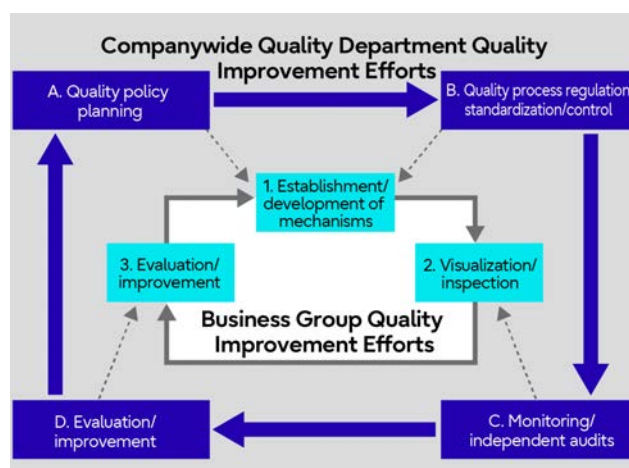 Companywide Quality Department Quality
Improvement Efforts
A. Quality policy
planning
B. Quality process regulation
standardization/control
1. Establishment/
development of
mechanisms
3. Evaluation/
improvement
2. Visualization/
inspection
Business Group Quality
Improvement Efforts
D. Evaluation/
improvement
C. Monitoring/
independent audits